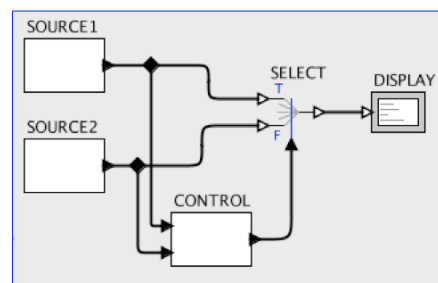 SOURCE1
SELECT
T
DISPLAY
SOURCE2
F
CONTROL